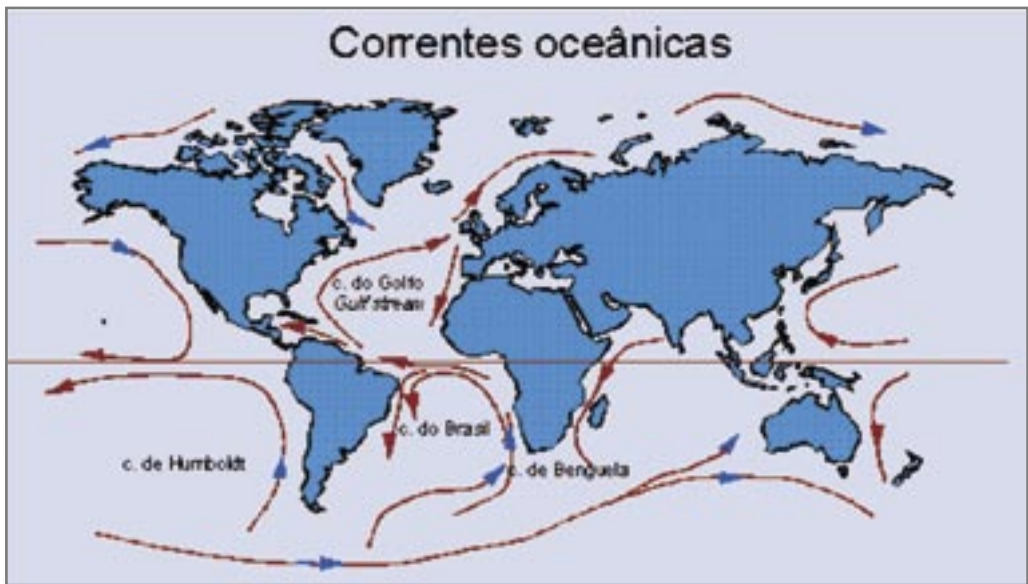 Correntes oceânicas
c. do Golfo
Gulf stream
c. do Brasil
c. de Humboldt
c. de Benguela